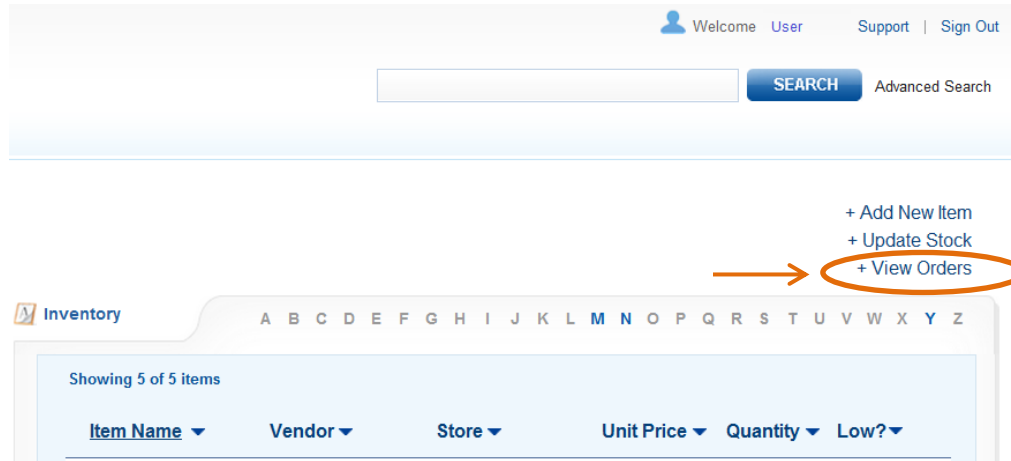 Welcome User Support | Sign Out
SEARCH Advanced Search
+ Add New Item
+ Update Stock
+ View Orders
Inventory A B C D E F G H I J K L M N O P Q R S T U V W X Y Z
Showing 5 of 5 items
Item Name Vendor Store Unit Price Quantity Low?